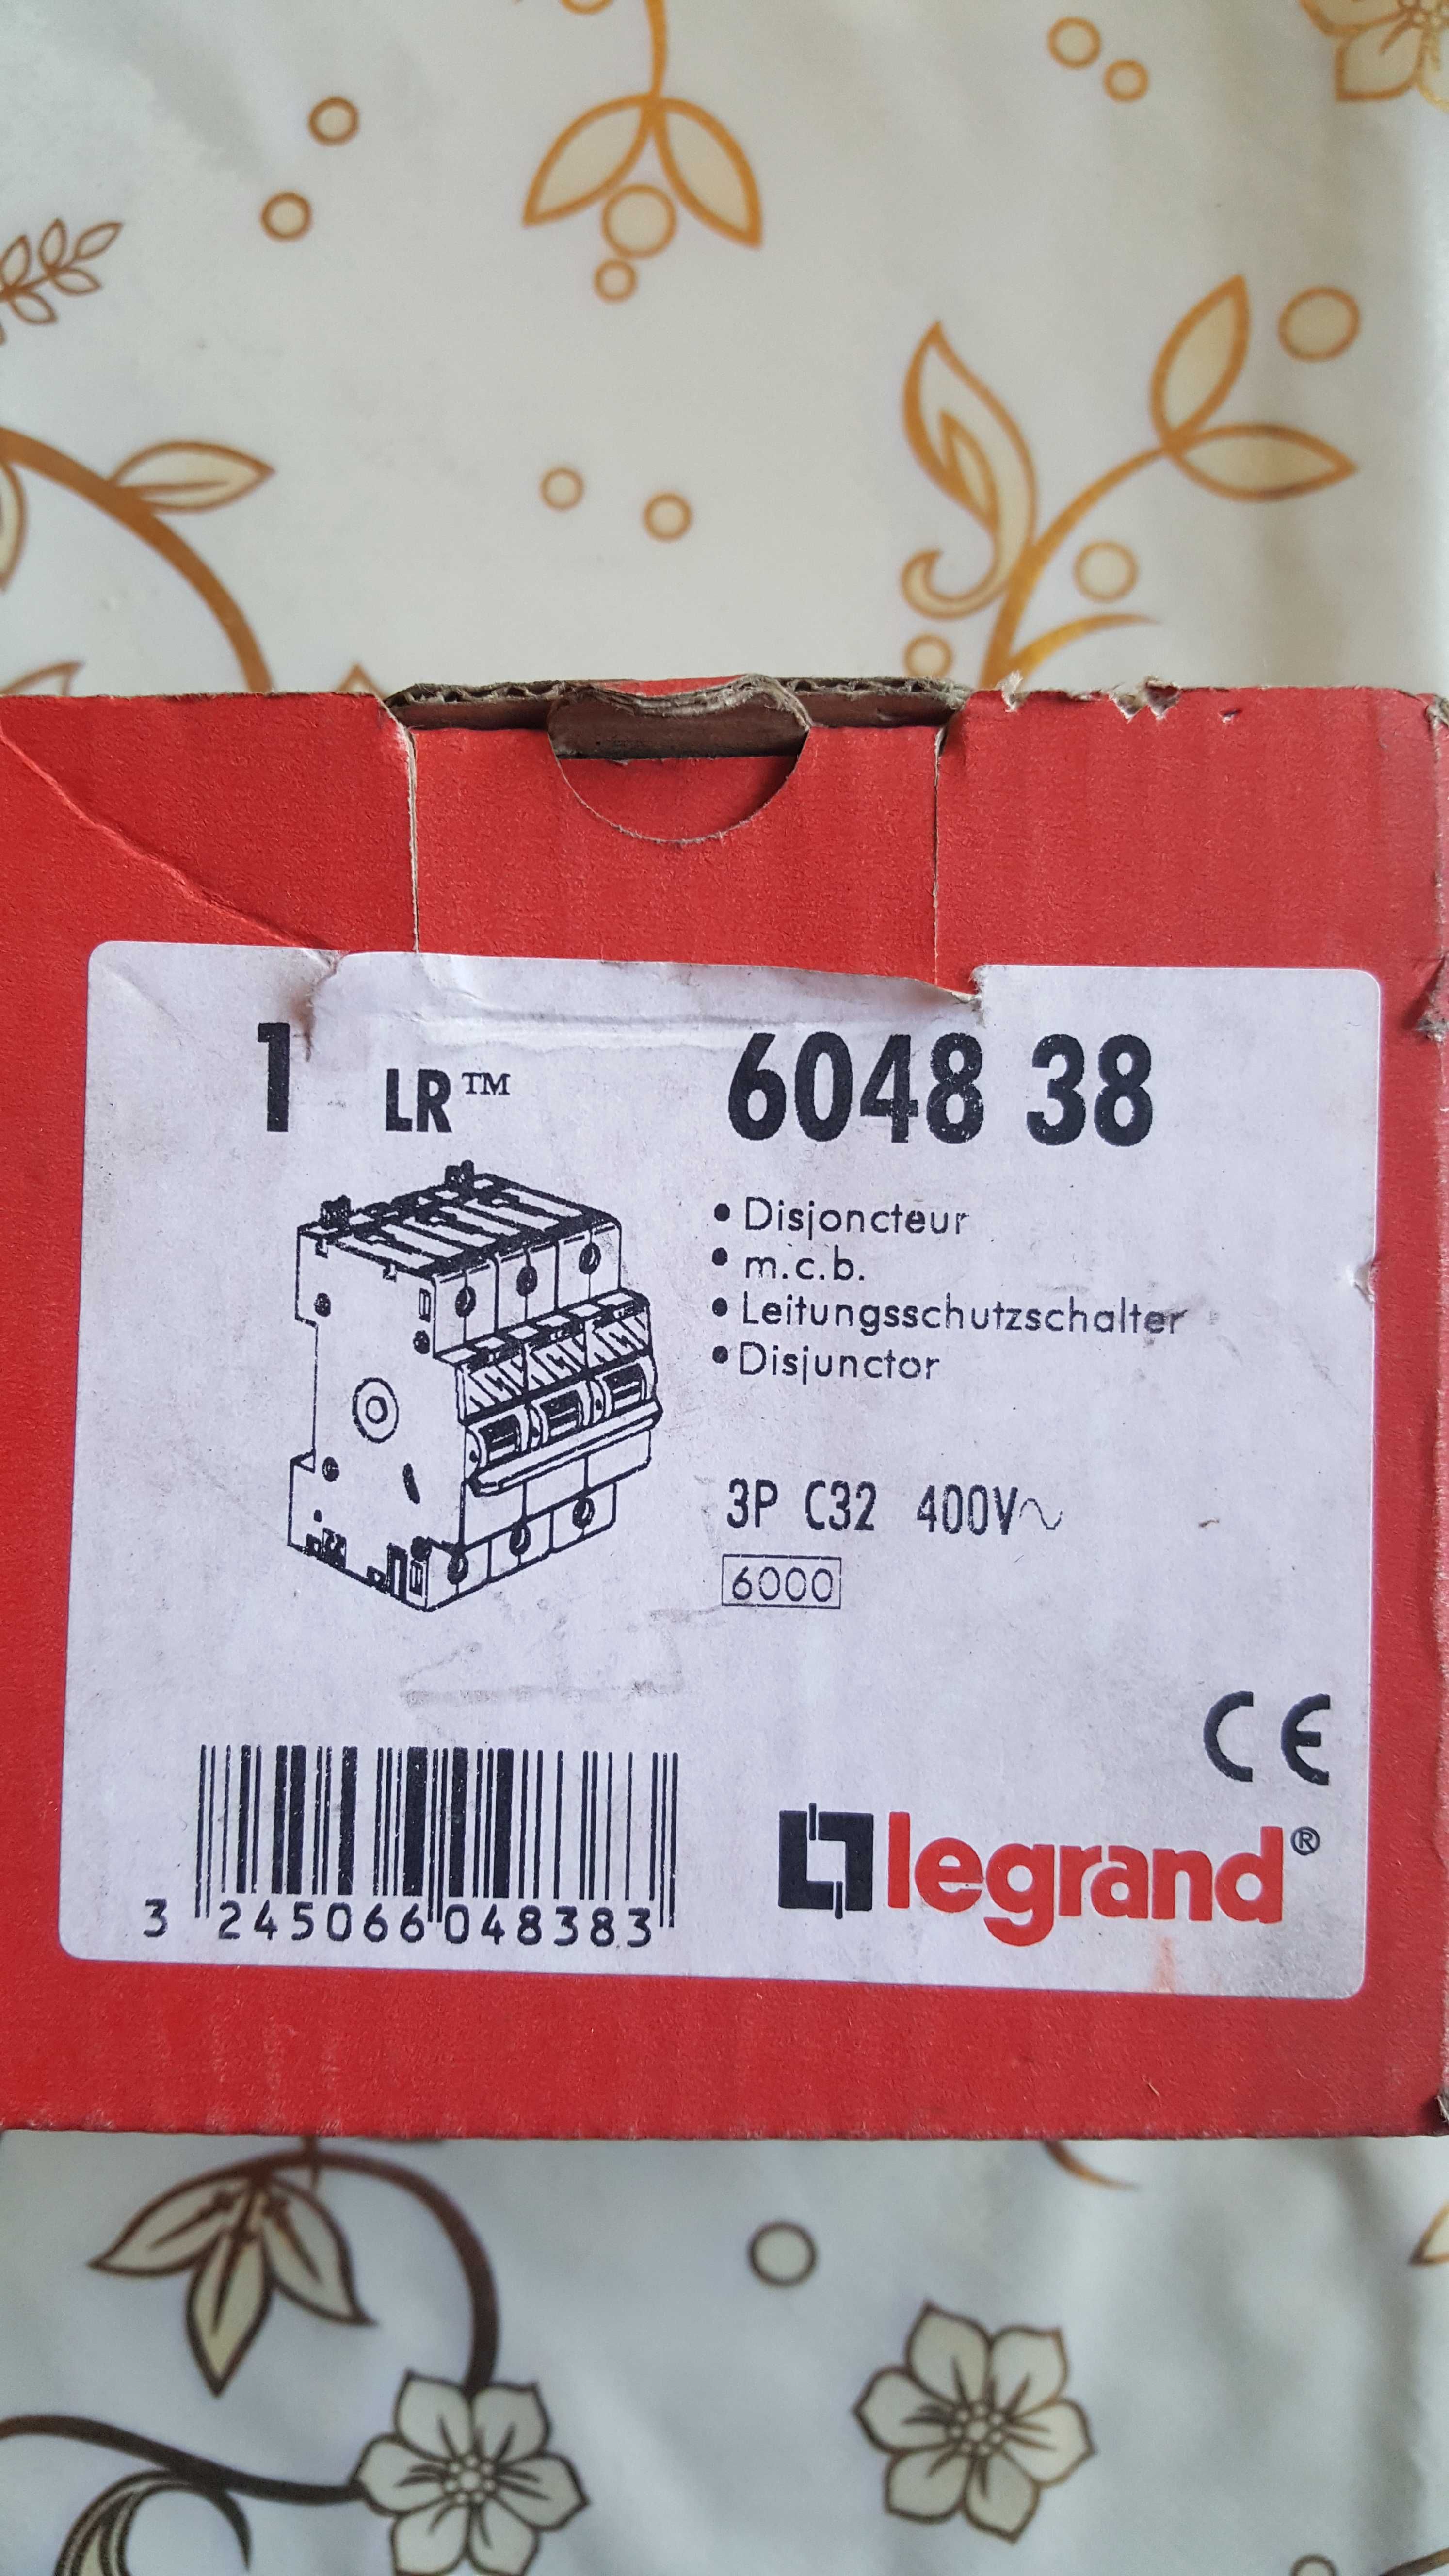 1 LR™ 6048 38
• Disjoncteur
• m.c.b.
• Leitungsschutzschalter
• Disjunctor
3P C32 400V~
6000
CE
legrand®
3 245066 048383